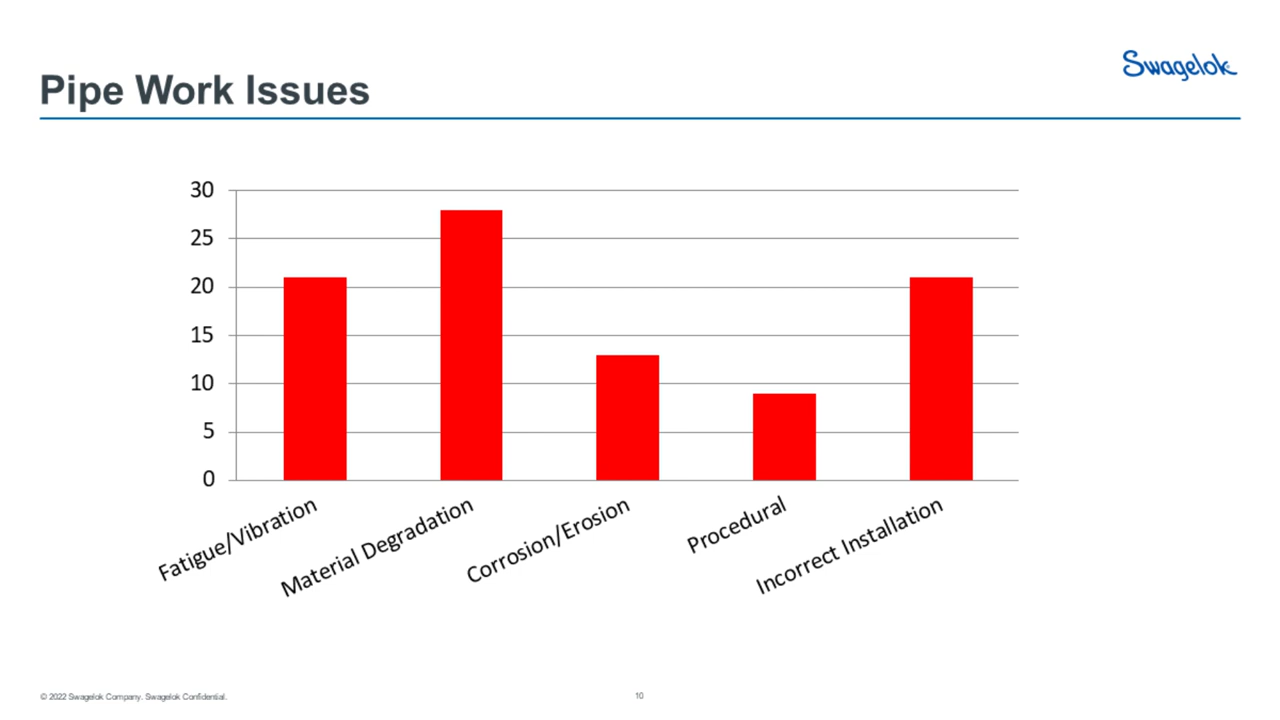 Swagelok
Pipe Work Issues
30
25
20
15
10
5
0
Fatigue/Vibration
Material Degradation
Corrosion/Erosion
Procedural
Incorrect Installation
© 2022 Swagelok Company. Swagelok Confidential.
10